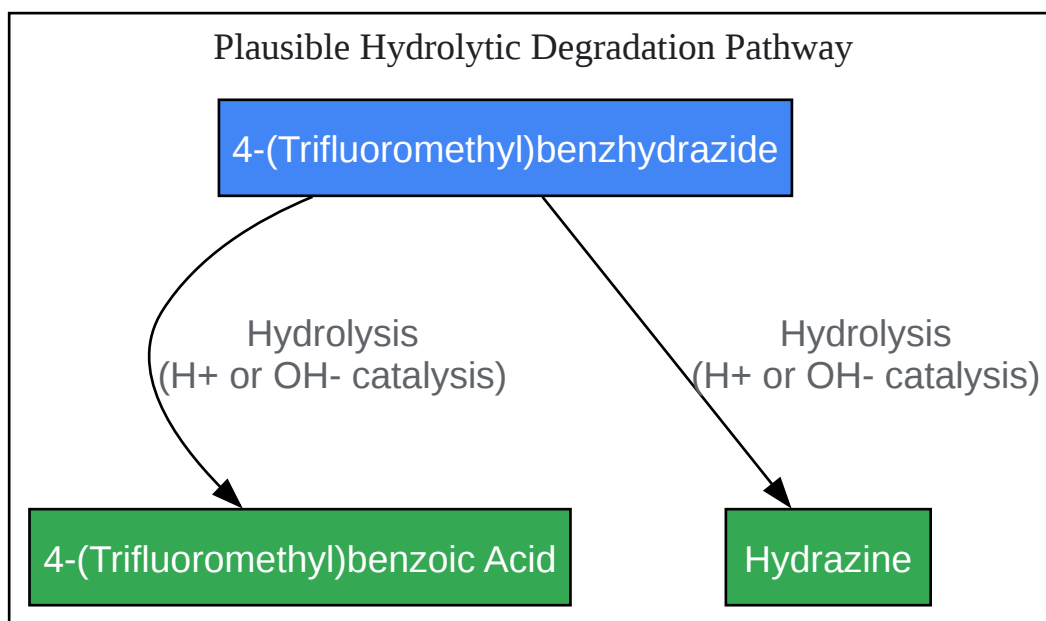 Plausible Hydrolytic Degradation Pathway
4-(Trifluoromethyl)benzhydrazide
Hydrolysis
(H+ or OH- catalysis)
Hydrolysis
(H+ or OH- catalysis)
4-(Trifluoromethyl)benzoic Acid
Hydrazine